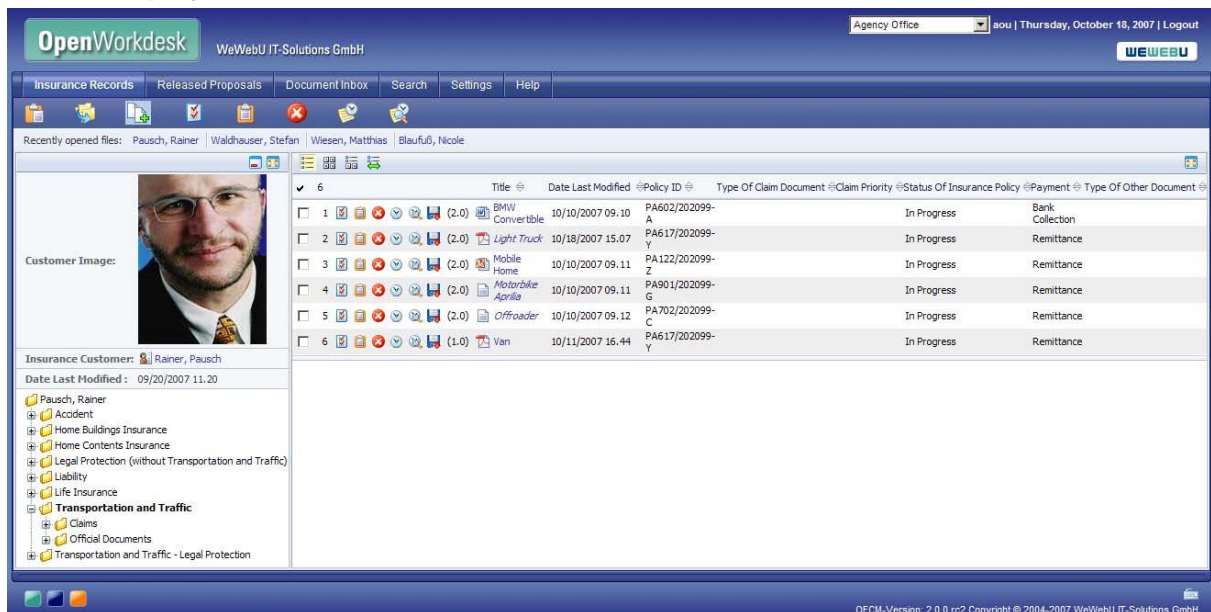 Agency Office aou | Thursday, October 18, 2007 | Logout
OpenWorkdesk WeWebU IT-Solutions GmbH
WEWEBU
Insurance Records Released Proposals Document Inbox Search Settings Help
Recently opened files: Pausch, Rainer | Waldhauser, Stefan | Wiesen, Matthias | Blaufuß, Nicole
6 Title Date Last Modified Policy ID Type Of Claim Document Claim Priority Status Of Insurance Policy Payment Type Of Other Document
1 (2.0) BMW Convertible 10/10/2007 09.10 PA602/202099-A In Progress Bank Collection
2 (2.0) Light Truck 10/18/2007 15.07 PA617/202099-Y In Progress Remittance
3 (2.0) Mobile Home 10/10/2007 09.11 PA122/202099-Z In Progress Remittance
4 (2.0) Motorbike Aprilia 10/10/2007 09.11 PA901/202099-G In Progress Remittance
5 (2.0) Offroader 10/10/2007 09.12 PA702/202099-C In Progress Remittance
6 (1.0) Van 10/11/2007 16.44 PA617/202099-Y In Progress Remittance
Customer Image:
Insurance Customer: Rainer, Pausch
Date Last Modified : 09/20/2007 11.20
Pausch, Rainer
Accident
Home Buildings Insurance
Home Contents Insurance
Legal Protection (without Transportation and Traffic)
Liability
Life Insurance
Transportation and Traffic
Claims
Official Documents
Transportation and Traffic - Legal Protection
OECM-Version: 2.0.0 rc2 Copyright © 2004-2007 WeWebU IT-Solutions GmbH